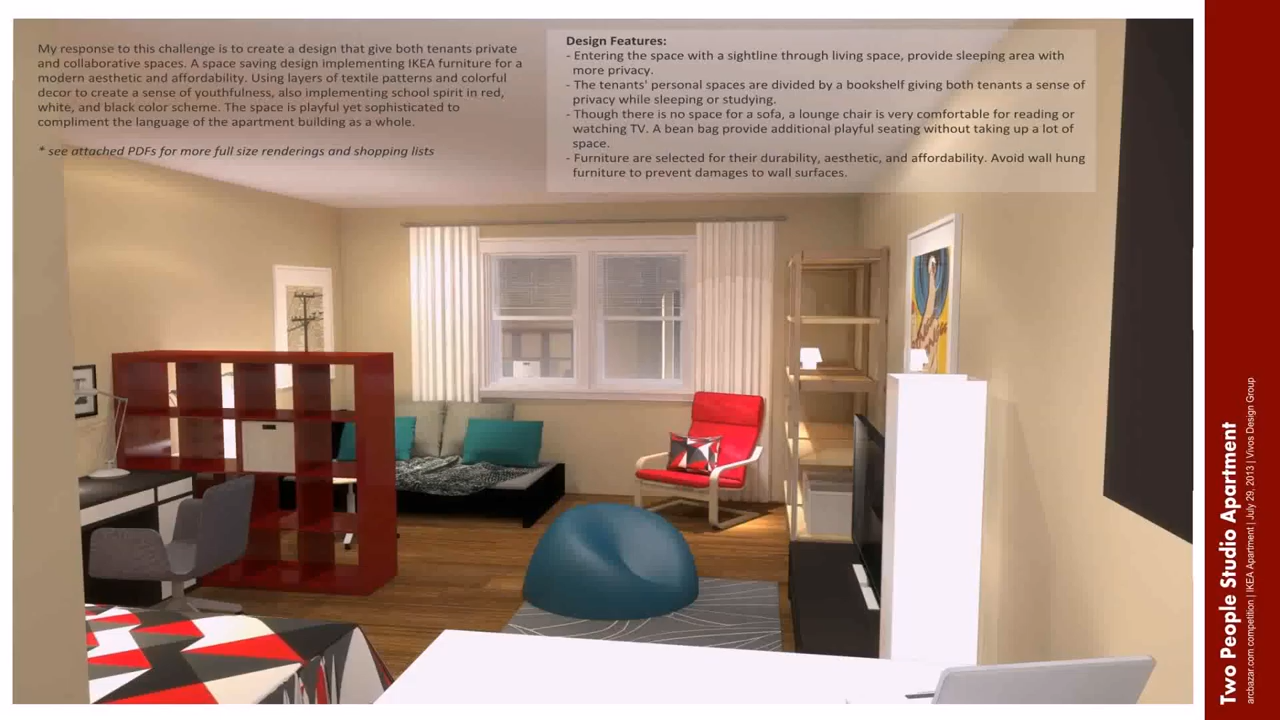 My response to this challenge is to create a design that give both tenants private
and collaborative spaces. A space saving design implementing IKEA furniture for a
modern aesthetic and affordability. Using layers of textile patterns and colorful
decor to create a sense of youthfulness, also implementing school spirit in red,
white, and black color scheme. The space is playful yet sophisticated to
compliment the language of the apartment building as a whole.
* see attached PDFs for more full size renderings and shopping lists
Design Features:
- Entering the space with a sightline through living space, provide sleeping area with
more privacy.
- The tenants' personal spaces are divided by a bookshelf giving both tenants a sense of
privacy while sleeping or studying.
- Though there is no space for a sofa, a lounge chair is very comfortable for reading or
watching TV. A bean bag provide additional playful seating without taking up a lot of
space.
- Furniture are selected for their durability, aesthetic, and affordability. Avoid wall hung
furniture to prevent damages to wall surfaces.
Two People Studio Apartment
arcbazar.com competition | IKEA Apartment | July 29, 2013 | Vivos Design Group